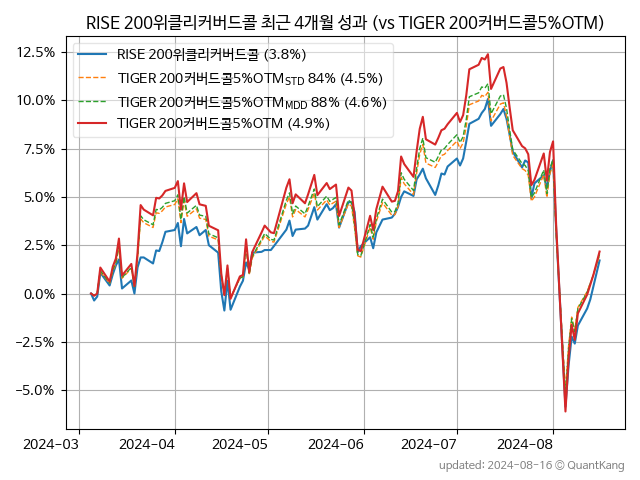 RISE 200위클리커버드콜 최근 4개월 성과 (vs TIGER 200커버드콜5%OTM)
RISE 200위클리커버드콜 (3.8%)
TIGER 200커버드콜5%OTM_STD 84% (4.5%)
TIGER 200커버드콜5%OTM_MDD 88% (4.6%)
TIGER 200커버드콜5%OTM (4.9%)
12.5%
10.0%
7.5%
5.0%
2.5%
0.0%
−2.5%
−5.0%
2024-03 2024-04 2024-05 2024-06 2024-07 2024-08
updated: 2024-08-16 © QuantKang